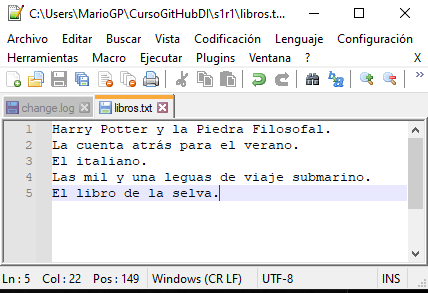 C:\Users\MarioGP\CursoGitHubDI\s1r1\libros.t...
Archivo Editar Buscar Vista Codificación Lenguaje Configuración
Herramientas Macro Ejecutar Plugins Ventana ? X
change.log libros.txt
1 Harry Potter y la Piedra Filosofal.
2 La cuenta atrás para el verano.
3 El italiano.
4 Las mil y una leguas de viaje submarino.
5 El libro de la selva.
Ln : 5 Col : 22 Pos : 149 Windows (CR LF) UTF-8 INS